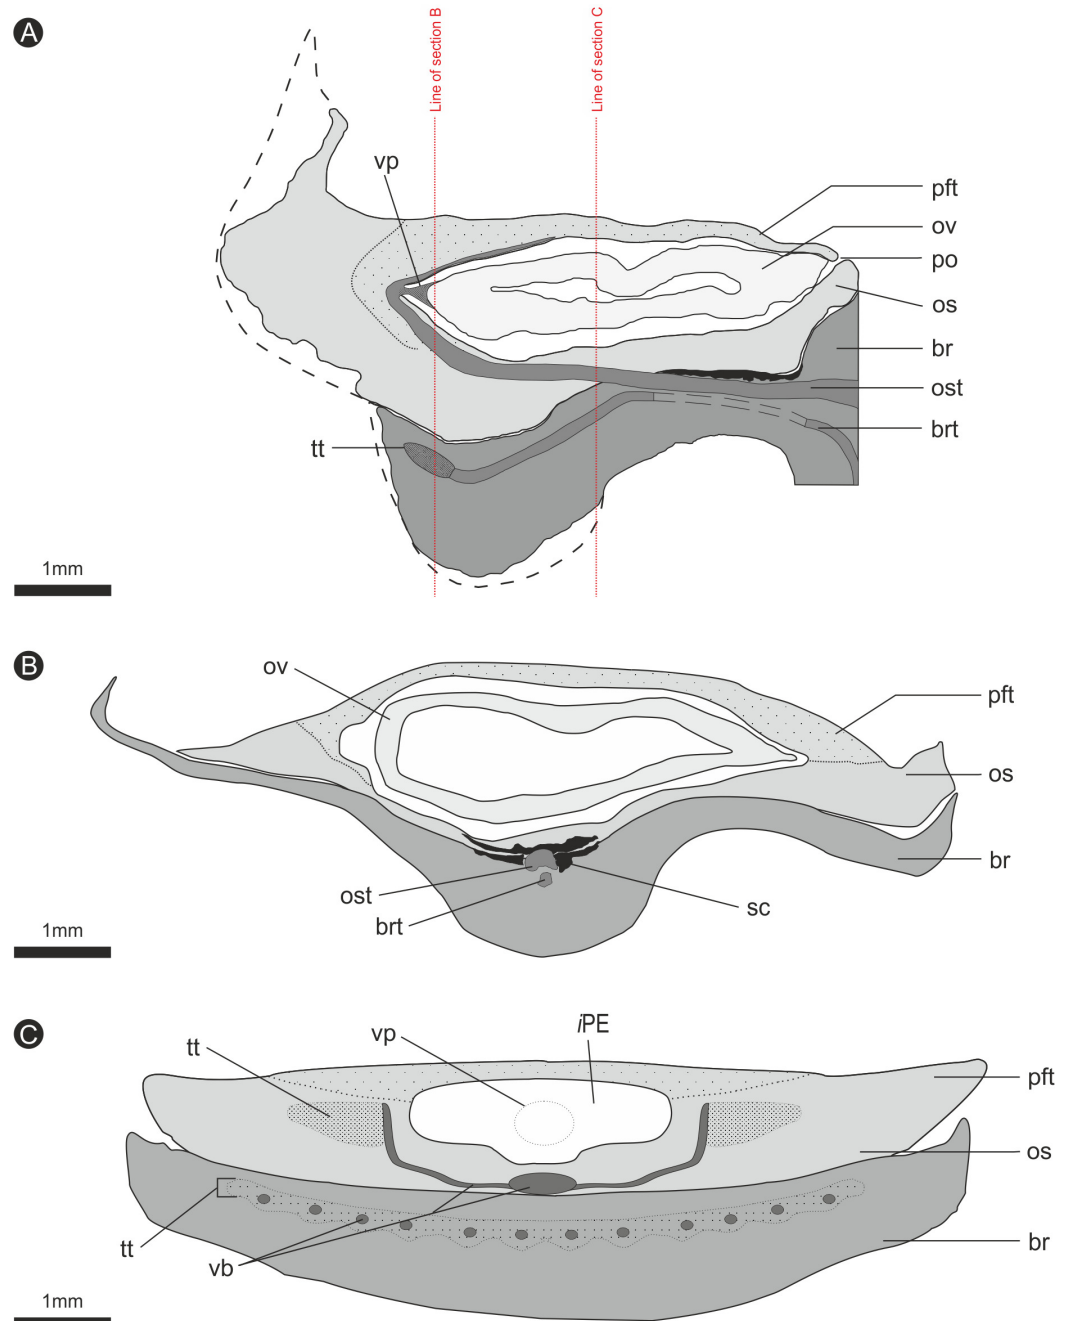 A
Line of section B
Line of section C
vp
pft
ov
po
os
br
ost
brt
tt
1mm
B
ov
pft
os
br
ost
sc
brt
1mm
C
iPE
vp
tt
pft
os
br
tt
vb
1mm